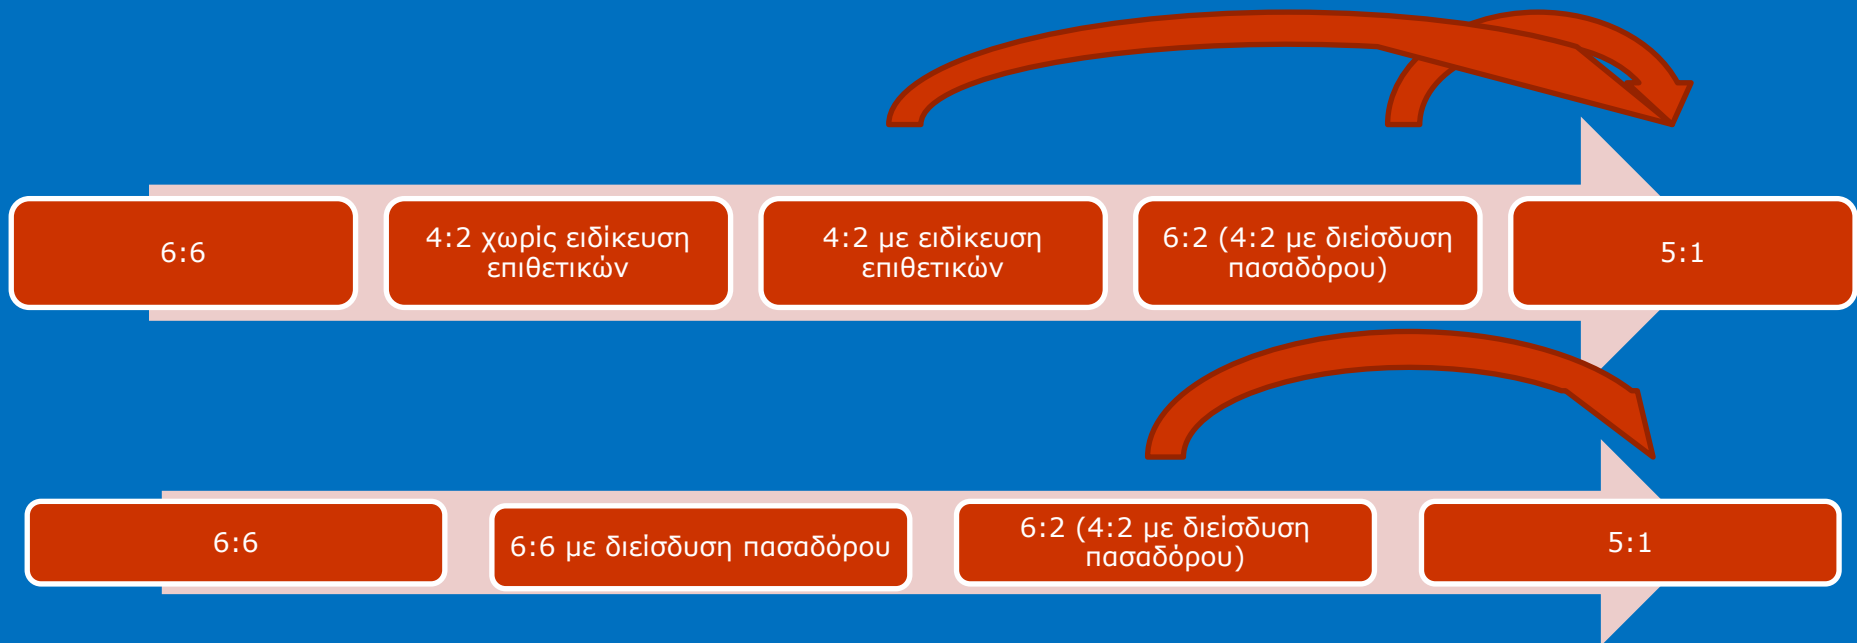 6:6
4:2 χωρίς ειδίκευση
επιθετικών
4:2 με ειδίκευση
επιθετικών
6:2 (4:2 με διείσδυση
πασαδόρου)
5:1
6:6
6:6 με διείσδυση πασαδόρου
6:2 (4:2 με διείσδυση
πασαδόρου)
5:1